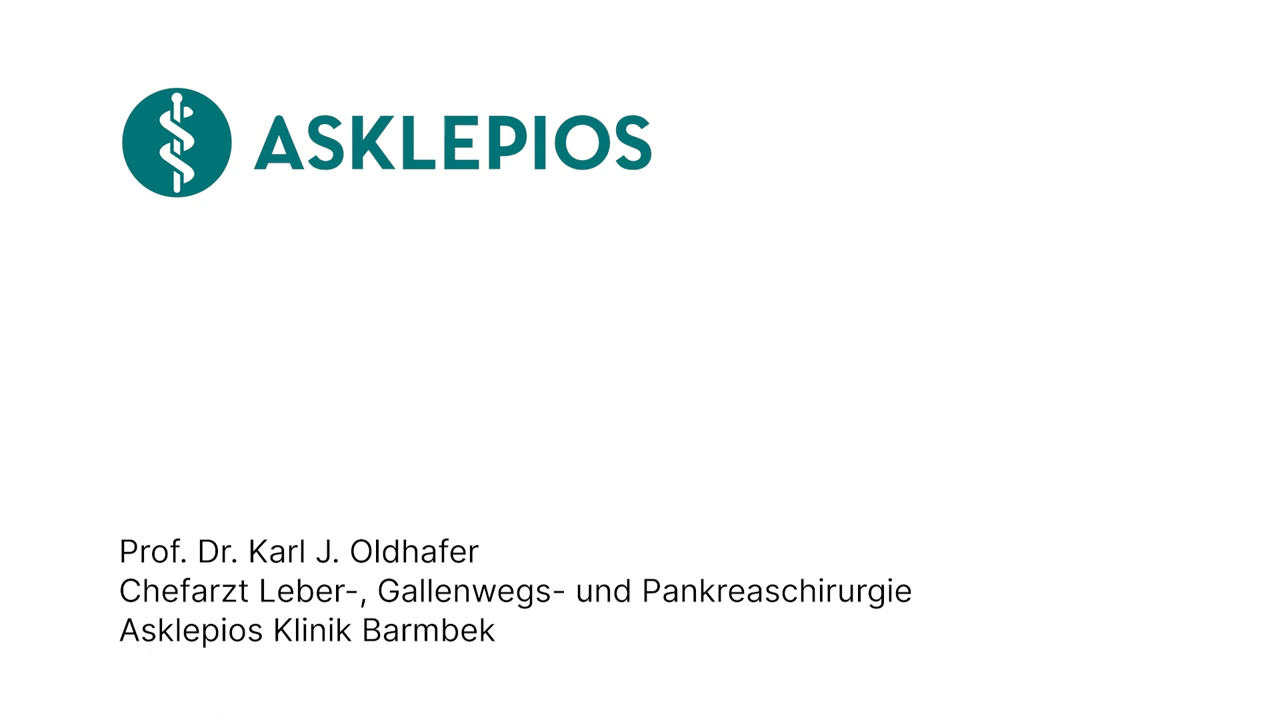 ASKLEPIOS
Prof. Dr. Karl J. Oldhafer
Chefarzt Leber-, Gallenwegs- und Pankreaschirurgie
Asklepios Klinik Barmbek